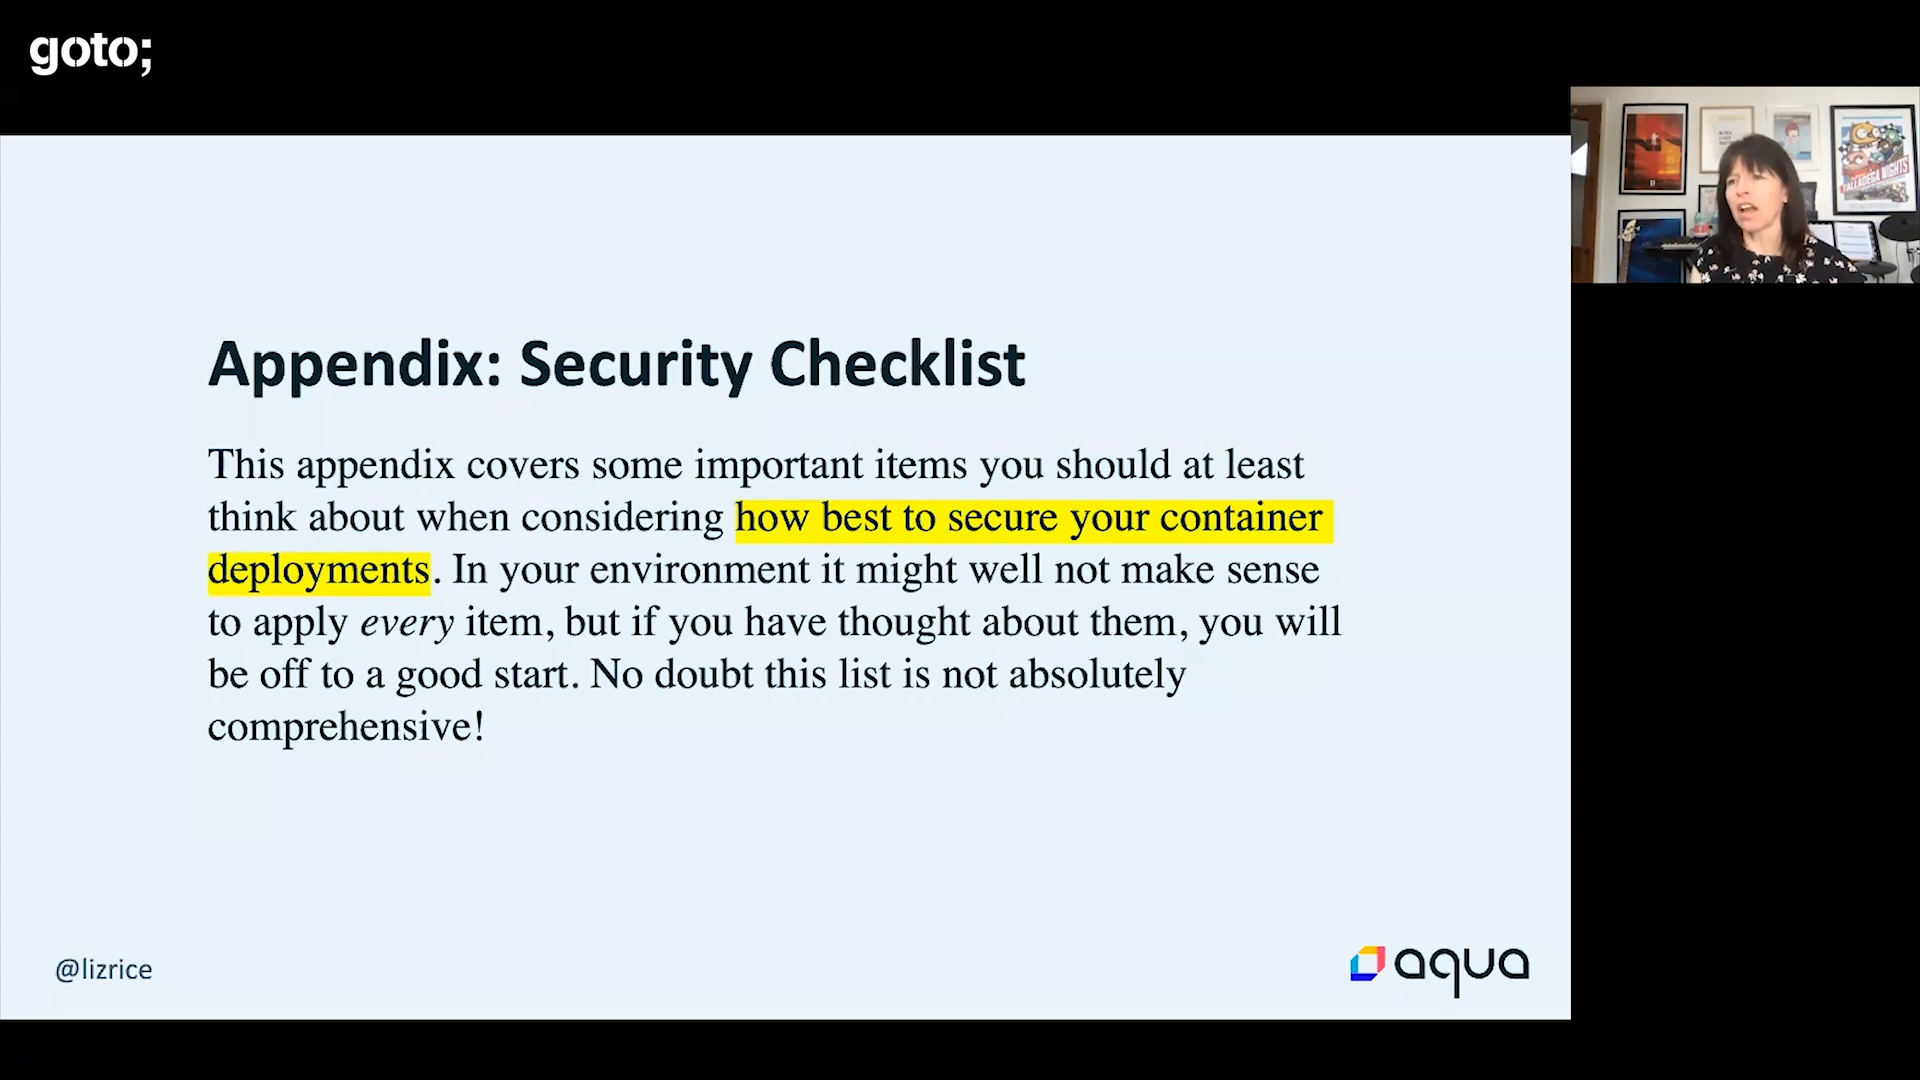 goto;
TALLADEGA NIGHTS
Appendix: Security Checklist
This appendix covers some important items you should at least
think about when considering how best to secure your container
deployments. In your environment it might well not make sense
to apply every item, but if you have thought about them, you will
be off to a good start. No doubt this list is not absolutely
comprehensive!
@lizrice
aqua